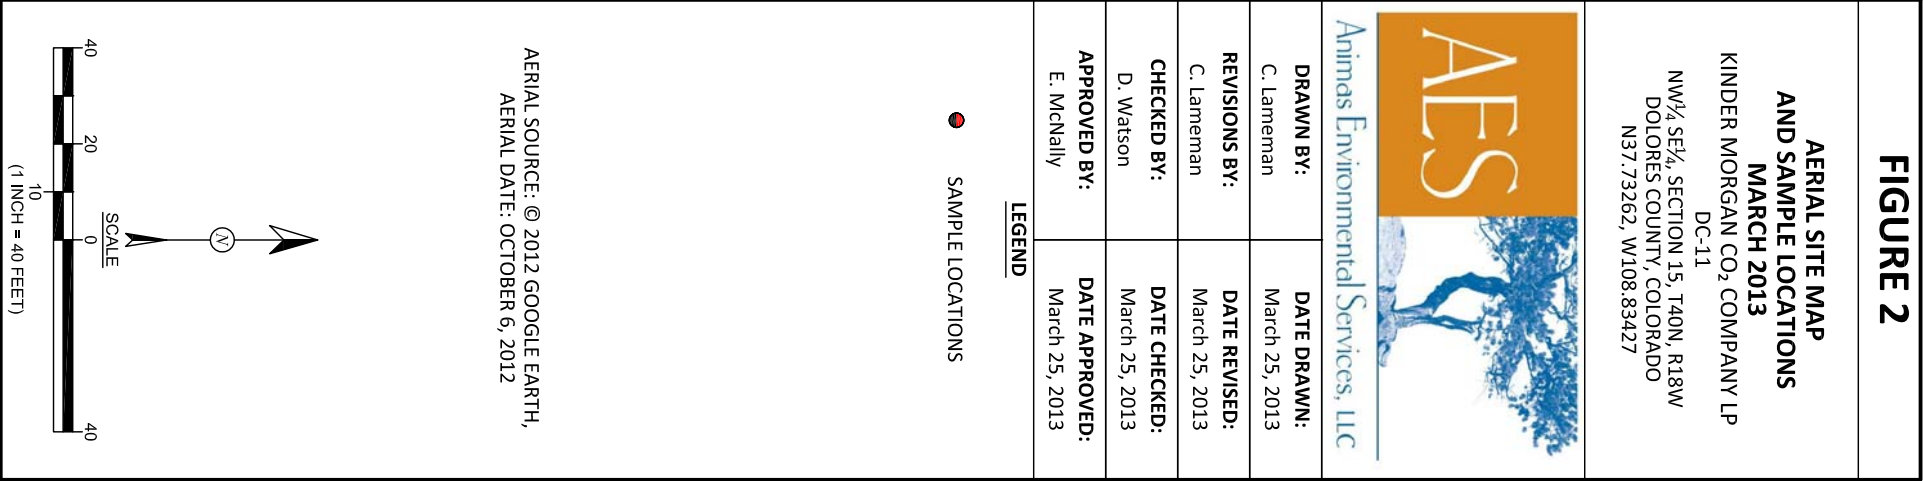 FIGURE 2
AERIAL SITE MAP
AND SAMPLE LOCATIONS
MARCH 2013
KINDER MORGAN CO₂ COMPANY LP
DC-11
NW¼ SE¼, SECTION 15, T40N, R18W
DOLORES COUNTY, COLORADO
N37.73262, W108.83427
AES
Animas Environmental Services, LLC
DRAWN BY: DATE DRAWN:
C. Lameman March 25, 2013
REVISIONS BY: DATE REVISED:
C. Lameman March 25, 2013
CHECKED BY: DATE CHECKED:
D. Watson March 25, 2013
APPROVED BY: DATE APPROVED:
E. McNally March 25, 2013
LEGEND
SAMPLE LOCATIONS
AERIAL SOURCE: © 2012 GOOGLE EARTH,
AERIAL DATE: OCTOBER 6, 2012
N
SCALE
40 20 0 40
10
(1 INCH = 40 FEET)